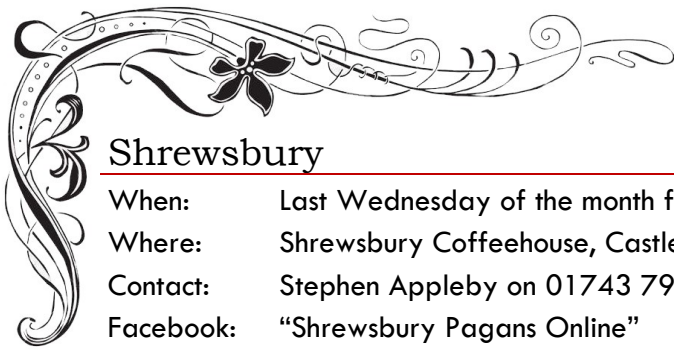 Shrewsbury
When: Last Wednesday of the month
Where: Shrewsbury Coffeehouse, Castle
Contact: Stephen Appleby on 01743 79
Facebook: “Shrewsbury Pagans Online”